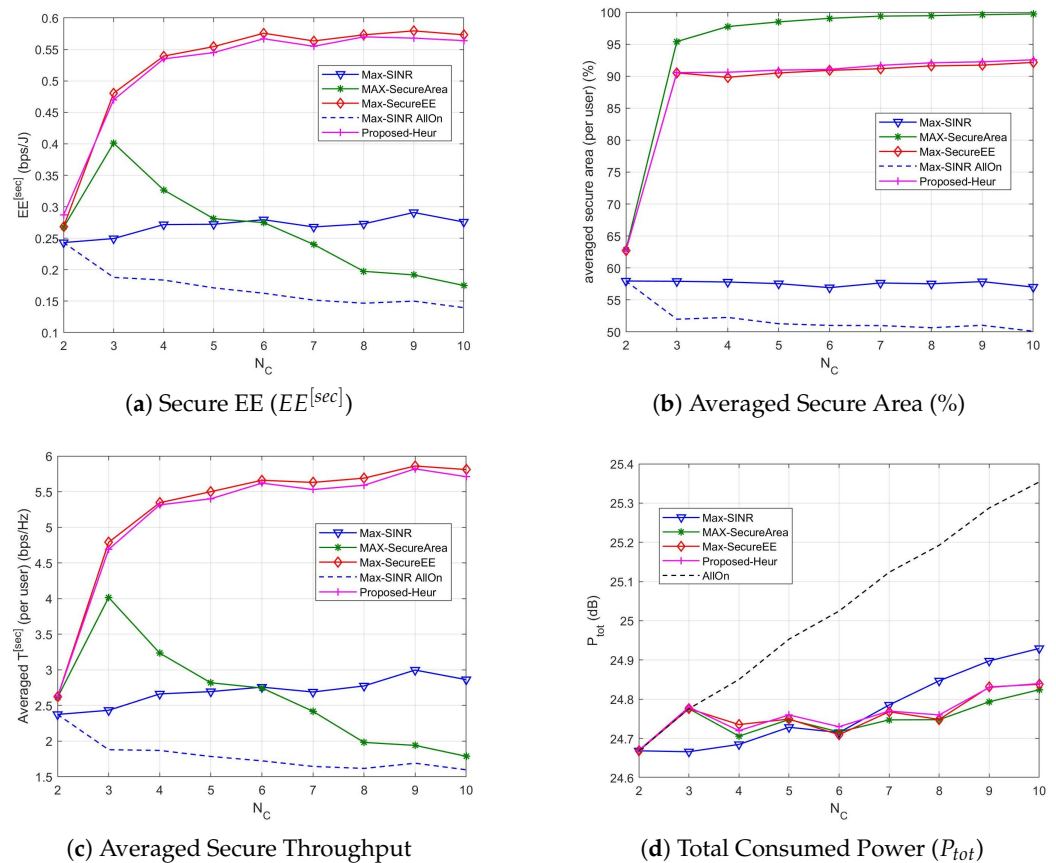 0.6
0.55
0.5
0.45
0.4
0.35
0.3
0.25
0.2
0.15
0.1
EE[sec] (bps/J)
Max-SINR
MAX-SecureArea
Max-SecureEE
Max-SINR AllOn
Proposed-Heur
2 3 4 5 6 7 8 9 10
N_C
(a) Secure EE (EE[sec])
100
95
90
85
80
75
70
65
60
55
50
averaged secure area (per user) (%)
Max-SINR
MAX-SecureArea
Max-SecureEE
Max-SINR AllOn
Proposed-Heur
2 3 4 5 6 7 8 9 10
N_C
(b) Averaged Secure Area (%)
6
5.5
5
4.5
4
3.5
3
2.5
2
1.5
Averaged T[sec] (per user) (bps/Hz)
Max-SINR
MAX-SecureArea
Max-SecureEE
Max-SINR AllOn
Proposed-Heur
2 3 4 5 6 7 8 9 10
N_C
(c) Averaged Secure Throughput
25.4
25.3
25.2
25.1
25
24.9
24.8
24.7
24.6
P_tot (dB)
Max-SINR
MAX-SecureArea
Max-SecureEE
Proposed-Heur
AllOn
2 3 4 5 6 7 8 9 10
N_C
(d) Total Consumed Power (P_tot)